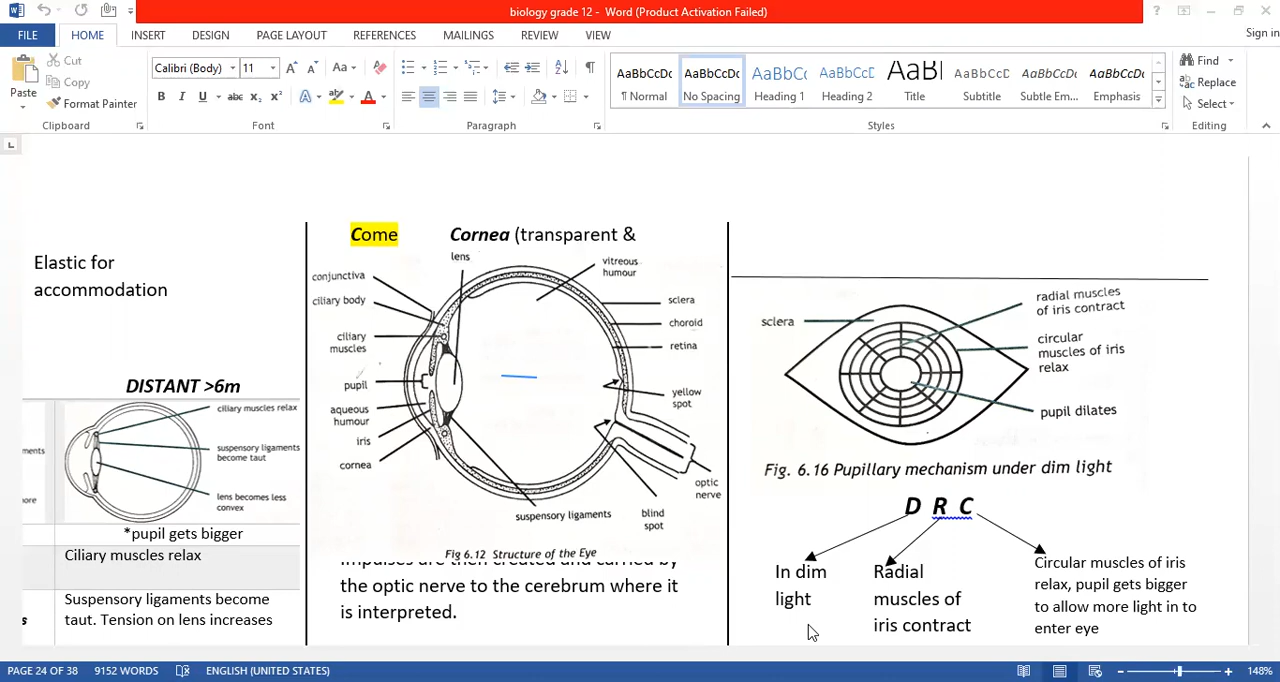 biology grade 12 - Word (Product Activation Failed)
?
FILE HOME INSERT DESIGN PAGE LAYOUT REFERENCES MAILINGS REVIEW VIEW
Sign in
Paste
Cut
Copy
Format Painter
Clipboard
Calibri (Body) 11
Font
Paragraph
AaBbCcDc AaBbCcDc AaBbCc AaBbCc AaBl AaBbCcD AaBbCcDc AaBbCcDc
¶ Normal No Spacing Heading 1 Heading 2 Title Subtitle Subtle Em... Emphasis
Styles
Find
Replace
Select
Editing
Elastic for
accommodation
DISTANT >6m
ciliary muscles relax
suspensory ligaments
become taut
lens becomes less
convex
*pupil gets bigger
Ciliary muscles relax
Suspensory ligaments become
taut. Tension on lens increases
Come Cornea (transparent &
lens
conjunctiva
ciliary body
ciliary
muscles
pupil
aqueous
humour
iris
cornea
vitreous
humour
sclera
choroid
retina
yellow
spot
optic
nerve
blind
spot
suspensory ligaments
Fig 6.12 Structure of the Eye
impulses are then created and carried by
the optic nerve to the cerebrum where it
is interpreted.
sclera
radial muscles
of iris contract
circular
muscles of iris
relax
pupil dilates
Fig. 6.16 Pupillary mechanism under dim light
D R C
In dim
light
Radial
muscles of
iris contract
Circular muscles of iris
relax, pupil gets bigger
to allow more light in to
enter eye
PAGE 24 OF 38 9152 WORDS ENGLISH (UNITED STATES) 148%